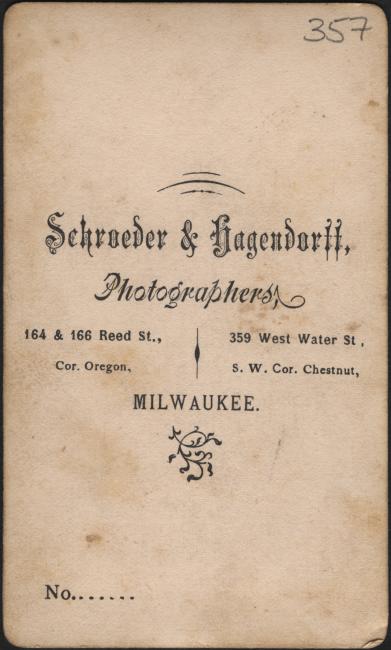 357
Schroeder & Hagendorff,
Photographers,
164 & 166 Reed St., 359 West Water St,
Cor. Oregon, S. W. Cor. Chestnut,
MILWAUKEE.
No.......